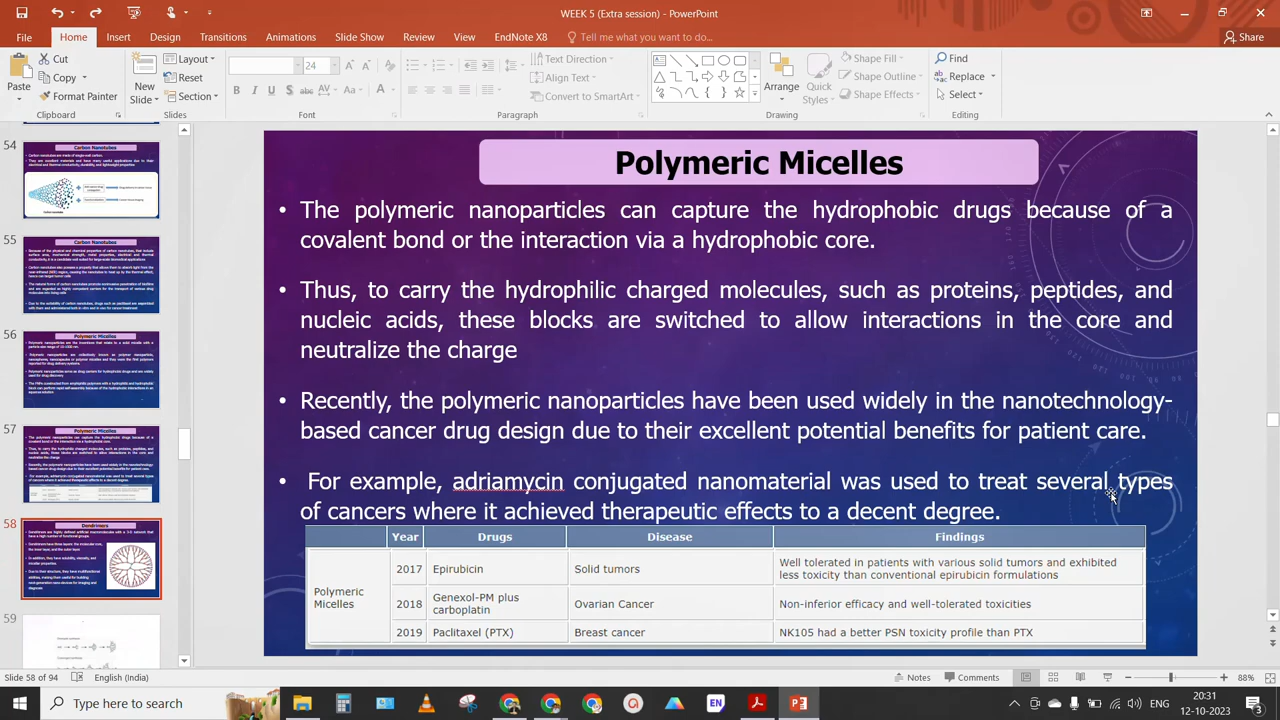 WEEK 5 (Extra session) - PowerPoint
File Home Insert Design Transitions Animations Slide Show Review View EndNote X8 Tell me what you want to do... Share
Paste Cut Copy Format Painter Clipboard
New Slide Layout Reset Section Slides
24 Font
Text Direction Align Text Convert to SmartArt Paragraph
Arrange Quick Styles Shape Fill Shape Outline Shape Effects Drawing
Find Replace Select Editing
54
Carbon Nanotubes
55
Carbon Nanotubes
56
Polymeric Micelles
57
Polymeric Micelles
58
Dendrimers
59
Polymeric Micelles
• The polymeric nanoparticles can capture the hydrophobic drugs because of a
covalent bond or the interaction via a hydrophobic core.
• Thus, to carry the hydrophilic charged molecules, such as proteins, peptides, and
nucleic acids, these blocks are switched to allow interactions in the core and
neutralize the charge
• Recently, the polymeric nanoparticles have been used widely in the nanotechnology-
based cancer drug design due to their excellent potential benefits for patient care.
• For example, adriamycin conjugated nanomaterial was used to treat several types
of cancers where it achieved therapeutic effects to a decent degree.
Year Disease Findings
Polymeric Micelles
2017 Epirubicin Solid tumors Well tolerated in patients with various solid tumors and exhibited
less toxicity than conventional epirubicin formulations
2018 Genexol-PM plus carboplatin Ovarian Cancer Non-inferior efficacy and well-tolerated toxicities
2019 Paclitaxel (PTX) Breast cancer NK105 had a better PSN toxicity profile than PTX
Slide 58 of 94 English (India) Notes Comments 88%
Type here to search
EN
ENG
20:31
12-10-2023